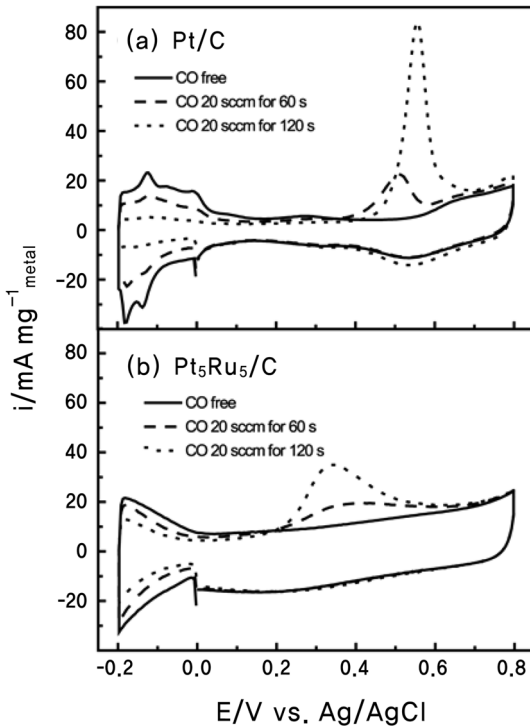 80
(a) Pt/C
60
CO free
CO 20 sccm for 60 s
40
CO 20 sccm for 120 s
20
0
-20
i/mA mg⁻¹metal
80
(b) Pt₅Ru₅/C
60
CO free
CO 20 sccm for 60 s
40
CO 20 sccm for 120 s
20
0
-20
-0.2 0.0 0.2 0.4 0.6 0.8
E/V vs. Ag/AgCl